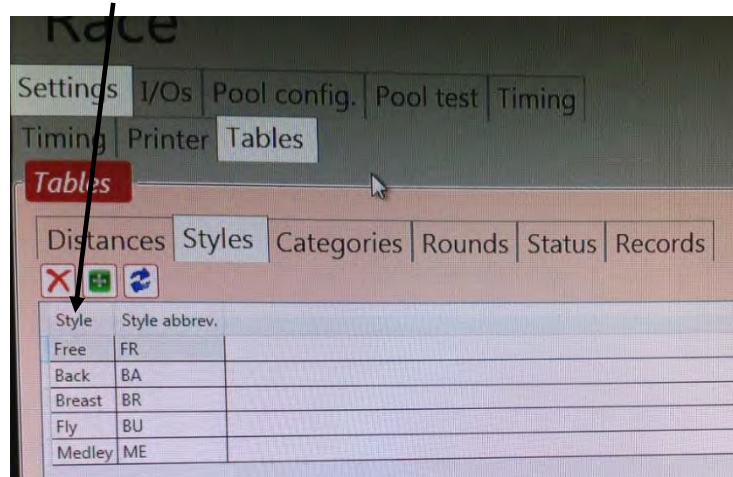 Race
Settings I/Os Pool config. Pool test Timing
Timing Printer Tables
Tables
Distances Styles Categories Rounds Status Records
Style Style abbrev.
Free FR
Back BA
Breast BR
Fly BU
Medley ME